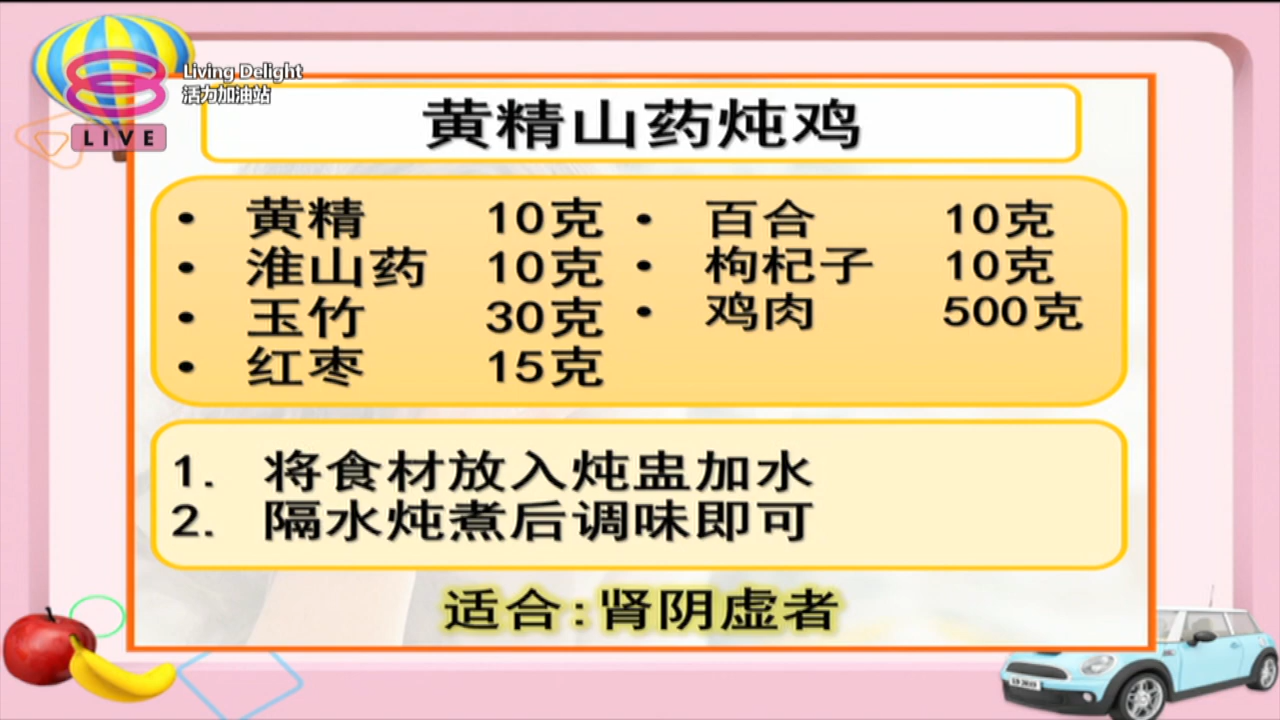 Living Delight
活力加油站
LIVE
黄精山药炖鸡
• 黄精 10克
• 淮山药 10克
• 玉竹 30克
• 红枣 15克
• 百合 10克
• 枸杞子 10克
• 鸡肉 500克
1. 将食材放入炖盅加水
2. 隔水炖煮后调味即可
适合:肾阴虚者